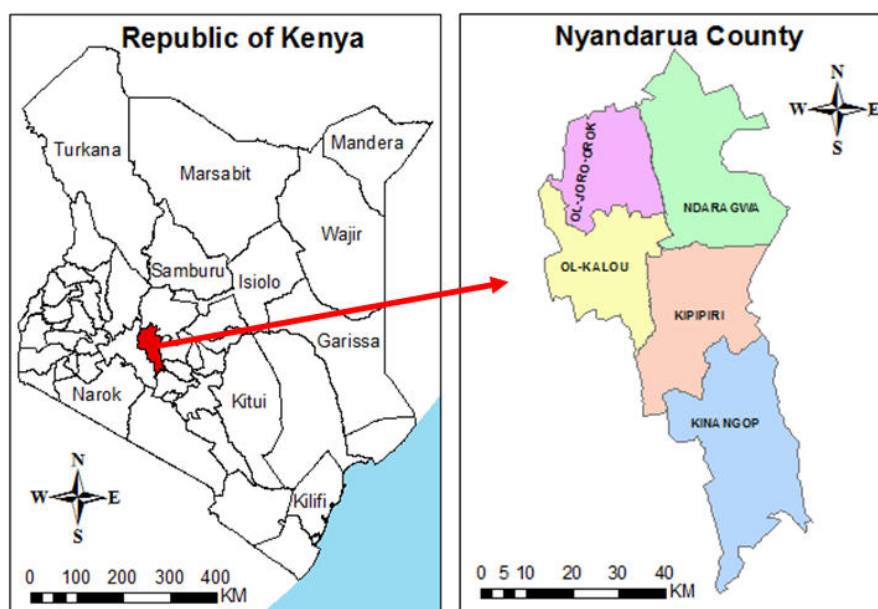 Republic of Kenya
Turkana
Mandera
Marsabit
Wajir
Samburu
Isiolo
Garissa
Narok
Kitui
Kilifi
N
W E
S
0 100 200 300 400
KM
Nyandarua County
N
W E
S
OL-JORO-OROK
NDARAGWA
OL-KALOU
KIPIPIRI
KINANGOP
0 5 10 20 30 40
KM